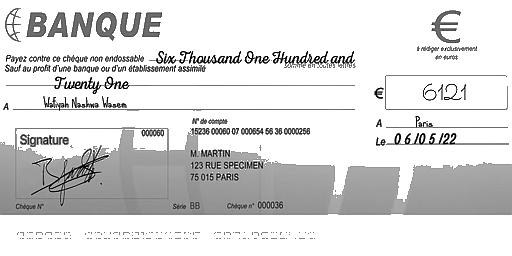 BANQUE
€
à rédiger exclusivement
en euros
Payez contre ce chèque non endossable Six Thousand One Hundred and
somme en toutes lettres
Sauf au profit d'une banque ou d'un établissement assimilé
Twenty One
€ 6121
A Wafiyah Nashwa Wasem
A Paris
Le 06/05/22
Signature
000060
N° de compte
15236 00060 07 000654 56 36 0000256
M. MARTIN
123 RUE SPECIMEN
75 015 PARIS
Chèque N°
Série BB
Chèque n° 000036